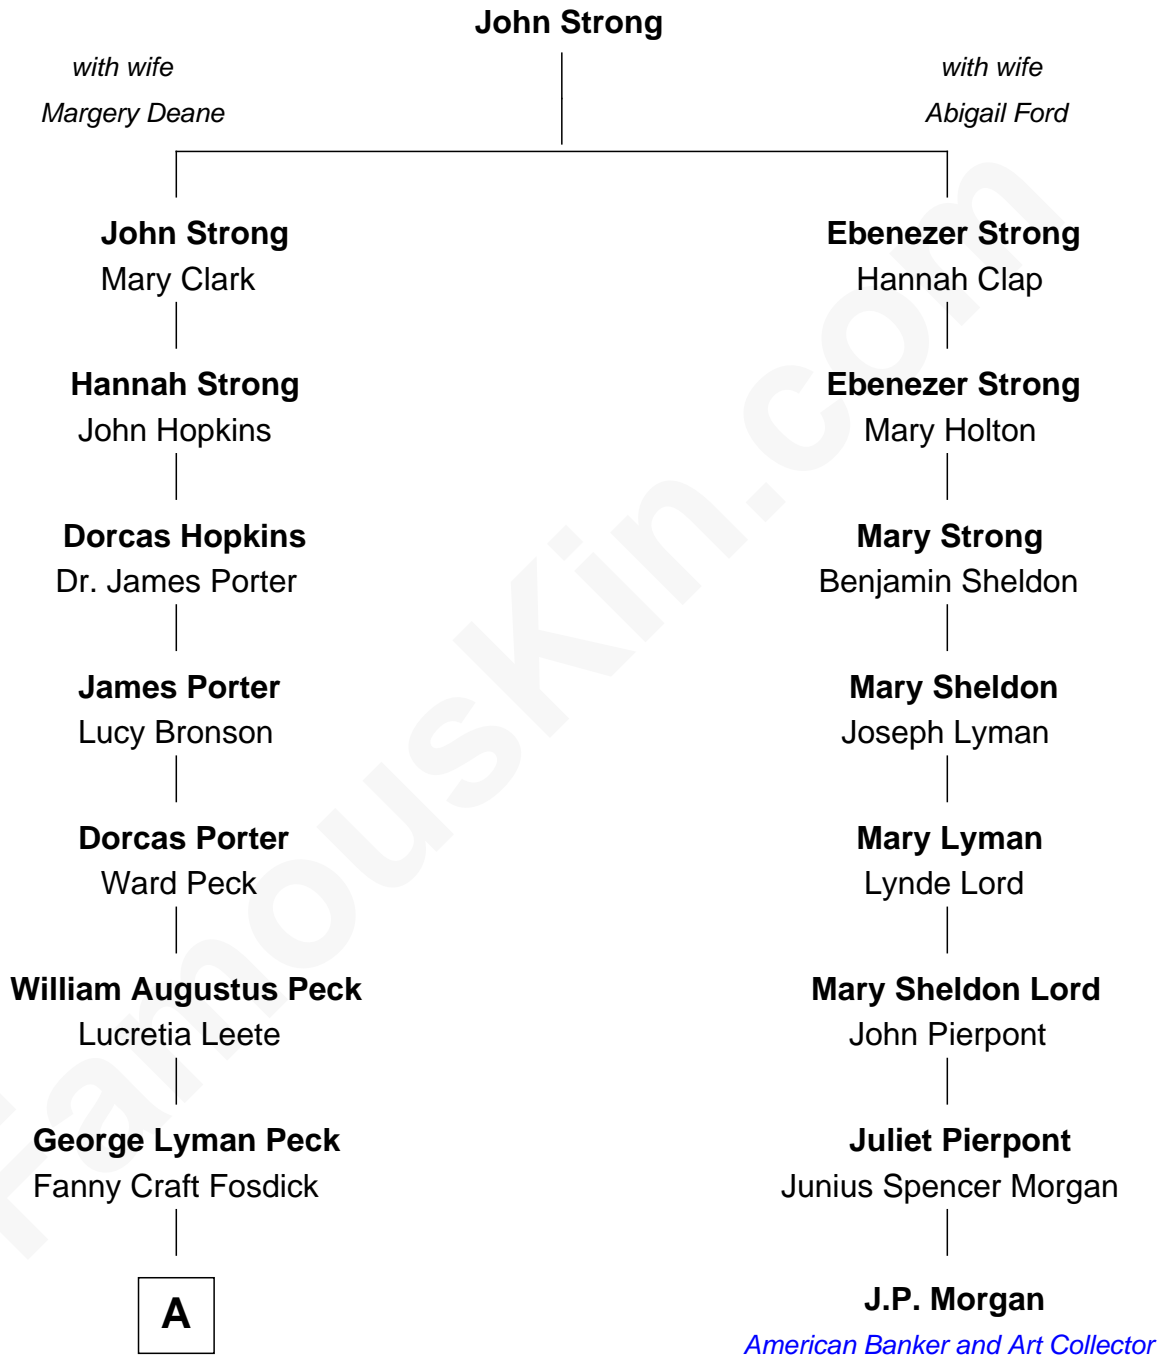 John Strong
with wife
Margery Deane
with wife
Abigail Ford
John Strong
Mary Clark
Ebenezer Strong
Hannah Clap
Hannah Strong
John Hopkins
Ebenezer Strong
Mary Holton
Dorcas Hopkins
Dr. James Porter
Mary Strong
Benjamin Sheldon
James Porter
Lucy Bronson
Mary Sheldon
Joseph Lyman
Dorcas Porter
Ward Peck
Mary Lyman
Lynde Lord
William Augustus Peck
Lucretia Leete
Mary Sheldon Lord
John Pierpont
George Lyman Peck
Fanny Craft Fosdick
Juliet Pierpont
Junius Spencer Morgan
A
J.P. Morgan
American Banker and Art Collector
FamousKin.com